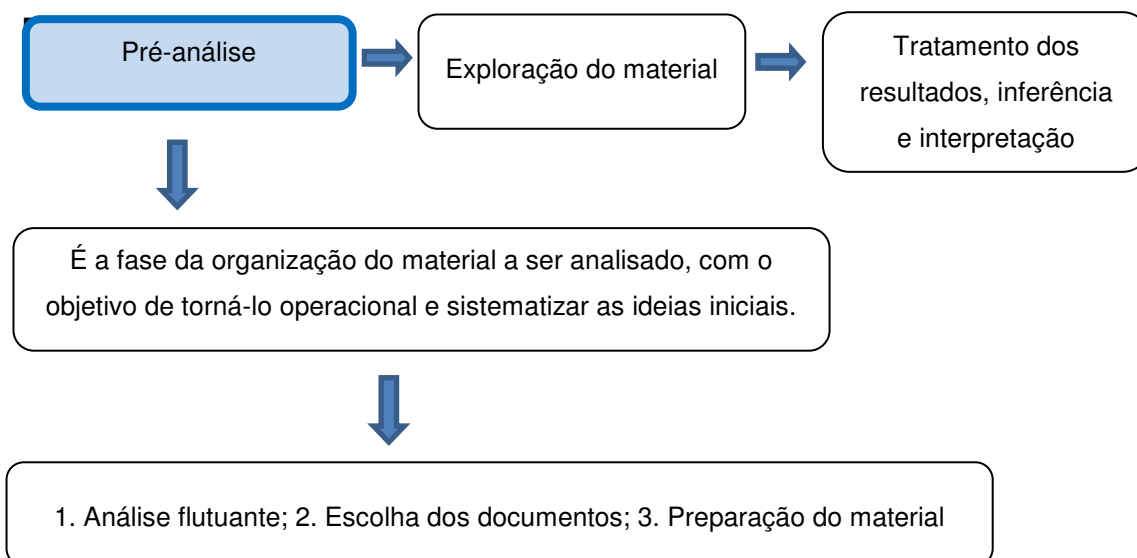 Pré-análise
Exploração do material
Tratamento dos
resultados, inferência
e interpretação
É a fase da organização do material a ser analisado, com o
objetivo de torná-lo operacional e sistematizar as ideias iniciais.
1. Análise flutuante; 2. Escolha dos documentos; 3. Preparação do material